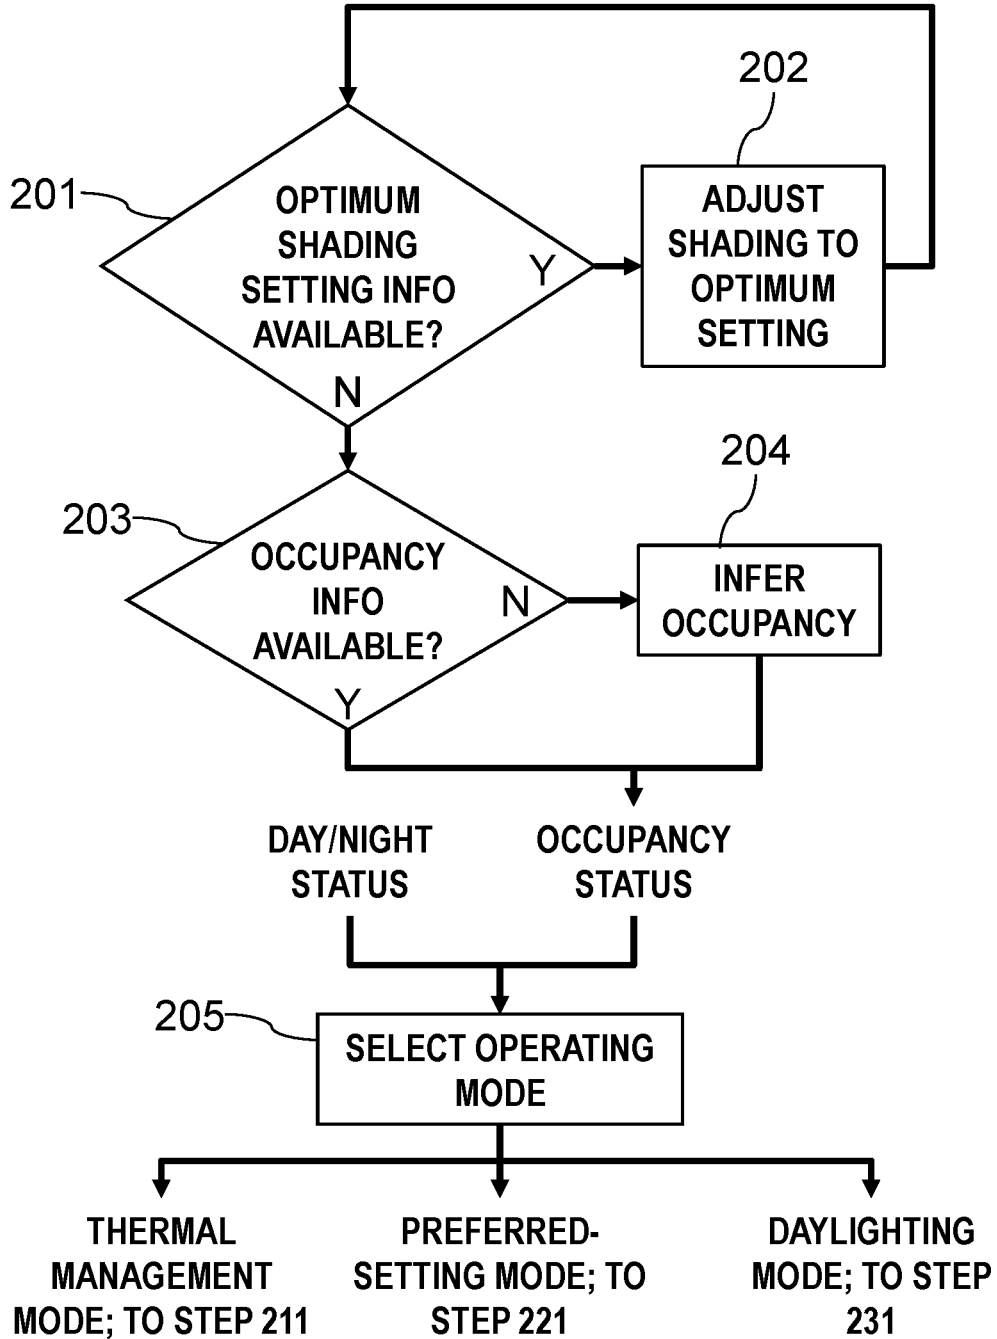 202
201
OPTIMUM
SHADING
SETTING INFO
AVAILABLE?
Y
N
ADJUST
SHADING TO
OPTIMUM
SETTING
204
203
OCCUPANCY
INFO
AVAILABLE?
N
Y
INFER
OCCUPANCY
DAY/NIGHT
STATUS
OCCUPANCY
STATUS
205
SELECT OPERATING
MODE
THERMAL
MANAGEMENT
MODE; TO STEP 211
PREFERRED-
SETTING MODE; TO
STEP 221
DAYLIGHTING
MODE; TO STEP
231